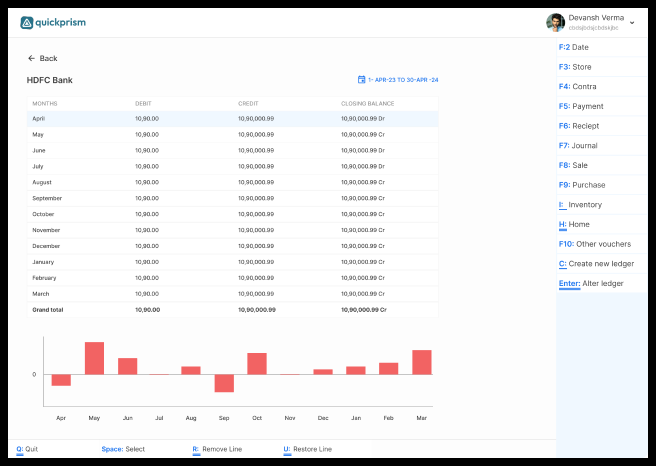 quickprism
Devansh Verma
Back
HDFC Bank
1- APR-23 TO 30-APR -24
MONTHS DEBIT CREDIT CLOSING BALANCE
April 10,90.00 10,90,000.99 10,90,000.99 Dr
May 10,90.00 10,90,000.99 10,90,000.99 Cr
June 10,90.00 10,90,000.99 10,90,000.99 Cr
July 10,90.00 10,90,000.99 10,90,000.99 Dr
August 10,90.00 10,90,000.99 10,90,000.99 Cr
September 10,90.00 10,90,000.99 10,90,000.99 Cr
October 10,90.00 10,90,000.99 10,90,000.99 Cr
November 10,90.00 10,90,000.99 10,90,000.99 Cr
December 10,90.00 10,90,000.99 10,90,000.99 Cr
January 10,90.00 10,90,000.99 10,90,000.99 Cr
February 10,90.00 10,90,000.99 10,90,000.99 Cr
March 10,90.00 10,90,000.99 10,90,000.99 Cr
Grand total 10,90.00 10,90,000.99 10,90,000.99 Cr
0
Apr May Jun Jul Aug Sep Oct Nov Dec Jan Feb Mar
Q: Quit Space: Select R: Remove Line U: Restore Line
F:2 Date
F3: Store
F4: Contra
F5: Payment
F6: Reciept
F7: Journal
F8: Sale
F9: Purchase
I: Inventory
H: Home
F10: Other vouchers
C: Create new ledger
Enter: Alter ledger